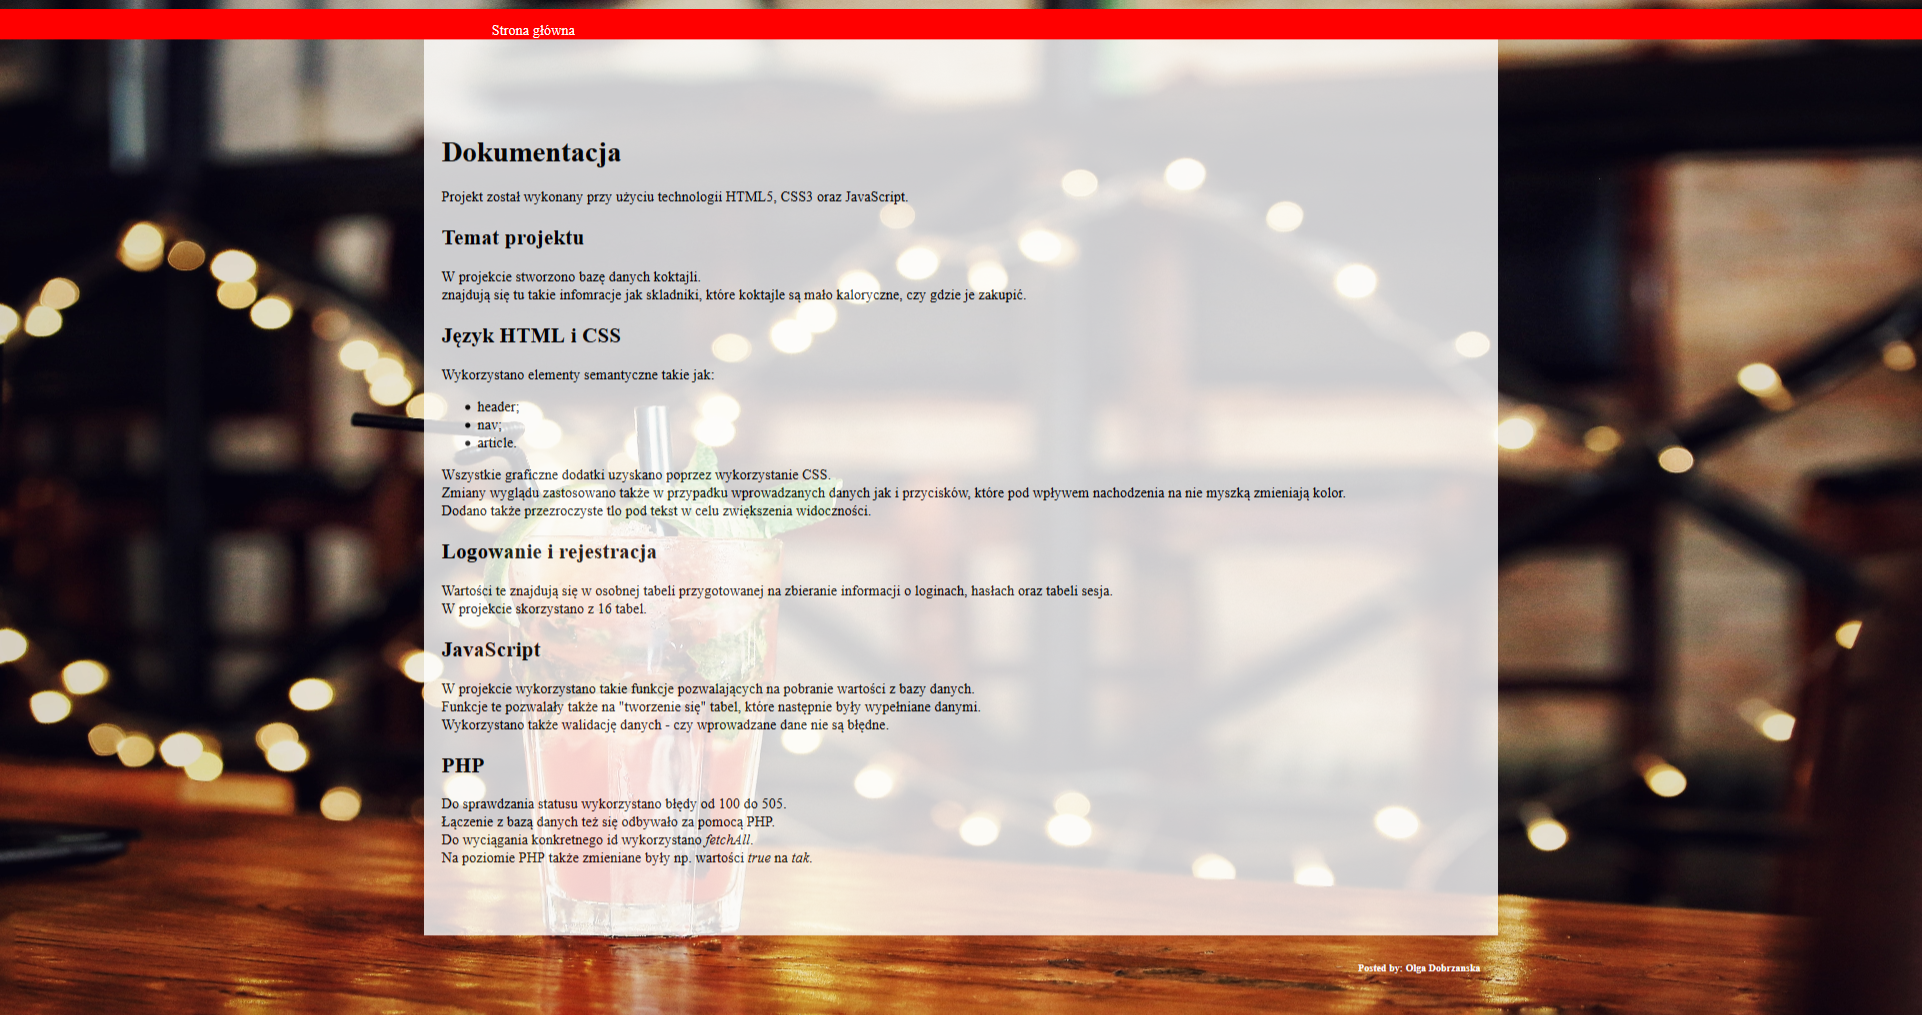 Strona główna
Dokumentacja
Projekt został wykonany przy użyciu technologii HTML5, CSS3 oraz JavaScript.
Temat projektu
W projekcie stworzono bazę danych koktajli.
znajdują się tu takie infomracje jak skladniki, które koktajle są mało kaloryczne, czy gdzie je zakupić.
Język HTML i CSS
Wykorzystano elementy semantyczne takie jak:
• header;
• nav;
• article.
Wszystkie graficzne dodatki uzyskano poprzez wykorzystanie CSS.
Zmiany wyglądu zastosowano także w przypadku wprowadzanych danych jak i przycisków, które pod wpływem nachodzenia na nie myszką zmieniają kolor.
Dodano także przezroczyste tlo pod tekst w celu zwiększenia widoczności.
Logowanie i rejestracja
Wartości te znajdują się w osobnej tabeli przygotowanej na zbieranie informacji o loginach, hasłach oraz tabeli sesja.
W projekcie skorzystano z 16 tabel.
JavaScript
W projekcie wykorzystano takie funkcje pozwalających na pobranie wartości z bazy danych.
Funkcje te pozwalały także na "tworzenie się" tabel, które następnie były wypełniane danymi.
Wykorzystano także walidację danych - czy wprowadzane dane nie są błędne.
PHP
Do sprawdzania statusu wykorzystano błędy od 100 do 505.
Łączenie z bazą danych też się odbywało za pomocą PHP.
Do wyciągania konkretnego id wykorzystano fetchAll.
Na poziomie PHP także zmieniane były np. wartości true na tak.
Posted by: Olga Dobrzanska